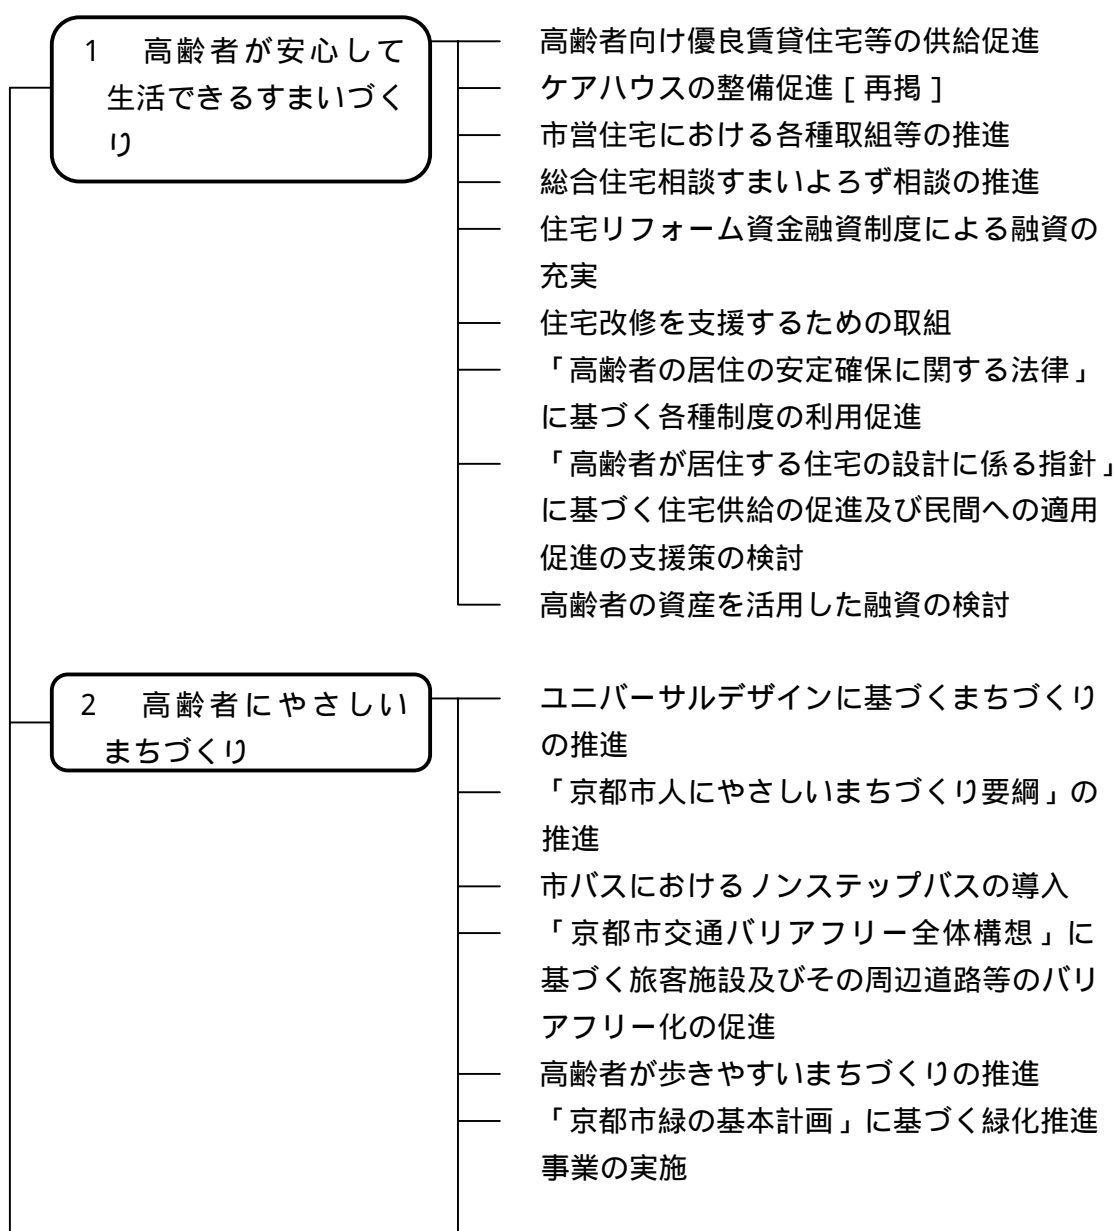 1 高齢者が安心して
生活できるすまいづく
り
高齢者向け優良賃貸住宅等の供給促進
ケアハウスの整備促進[再掲]
市営住宅における各種取組等の推進
総合住宅相談すまいよろず相談の推進
住宅リフォーム資金融資制度による融資の
充実
住宅改修を支援するための取組
「高齢者の居住の安定確保に関する法律」
に基づく各種制度の利用促進
「高齢者が居住する住宅の設計に係る指針」
に基づく住宅供給の促進及び民間への適用
促進の支援策の検討
高齢者の資産を活用した融資の検討
2 高齢者にやさしい
まちづくり
ユニバーサルデザインに基づくまちづくり
の推進
「京都市人にやさしいまちづくり要綱」の
推進
市バスにおけるノンステップバスの導入
「京都市交通バリアフリー全体構想」に
基づく旅客施設及びその周辺道路等のバリ
アフリー化の促進
高齢者が歩きやすいまちづくりの推進
「京都市緑の基本計画」に基づく緑化推進
事業の実施